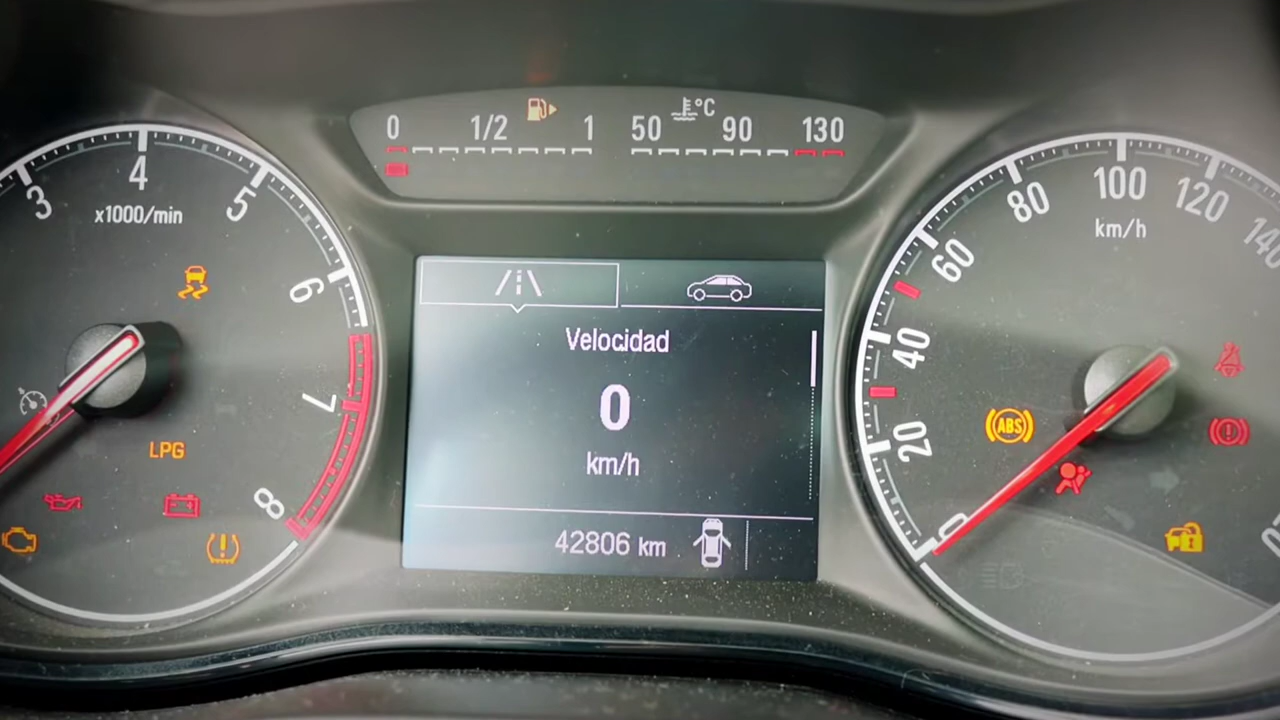 0 1/2 1 50 90 130
°C
3 4 5 6 7 8
x1000/min
LPG
Velocidad
0
km/h
42806 km
0 20 40 60 80 100 120 140
km/h
ABS